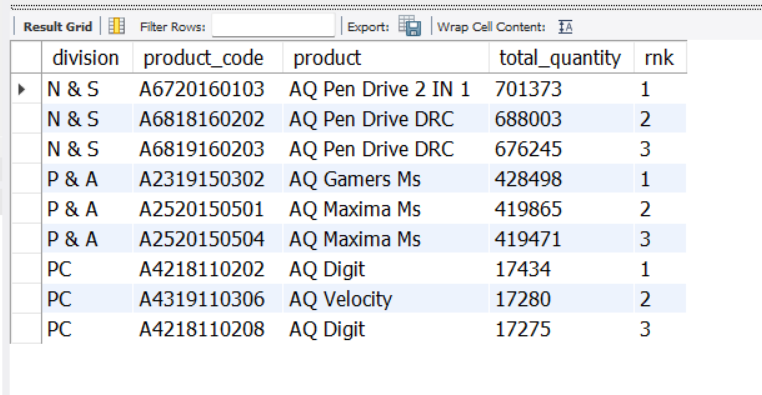 Result Grid Filter Rows: Export: Wrap Cell Content: IA
division product_code product total_quantity rnk
N & S A6720160103 AQ Pen Drive 2 IN 1 701373 1
N & S A6818160202 AQ Pen Drive DRC 688003 2
N & S A6819160203 AQ Pen Drive DRC 676245 3
P & A A2319150302 AQ Gamers Ms 428498 1
P & A A2520150501 AQ Maxima Ms 419865 2
P & A A2520150504 AQ Maxima Ms 419471 3
PC A4218110202 AQ Digit 17434 1
PC A4319110306 AQ Velocity 17280 2
PC A4218110208 AQ Digit 17275 3